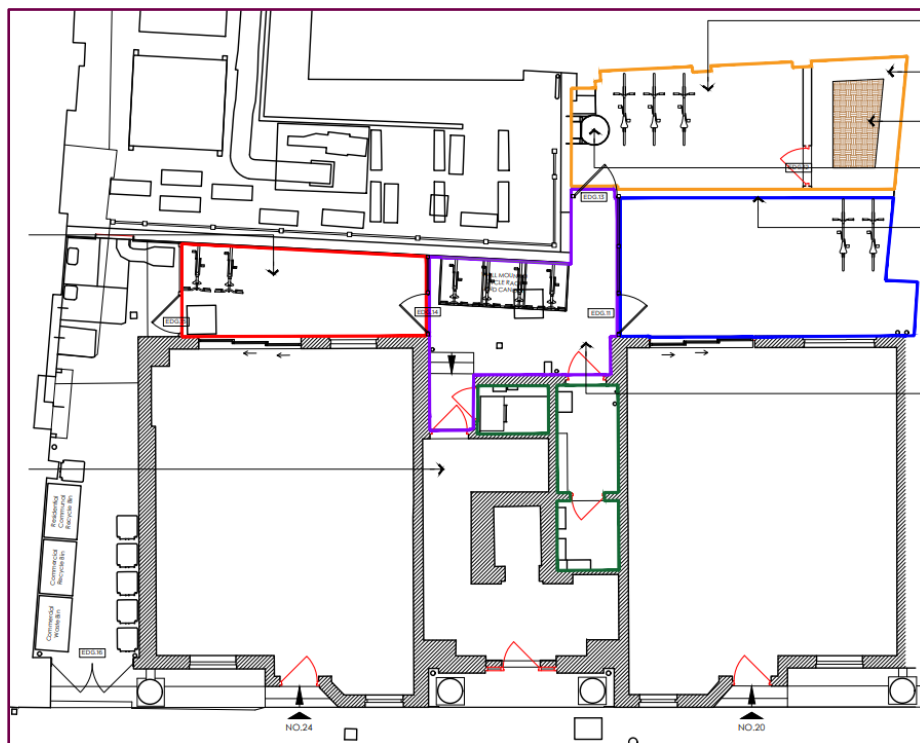 EDG.13
EDG.14
EDG.11
Residential
Communal
Recycle Bin
Commercial
Recycle Bin
Commercial
Waste Bin
EDG.16
NO.24
NO.20